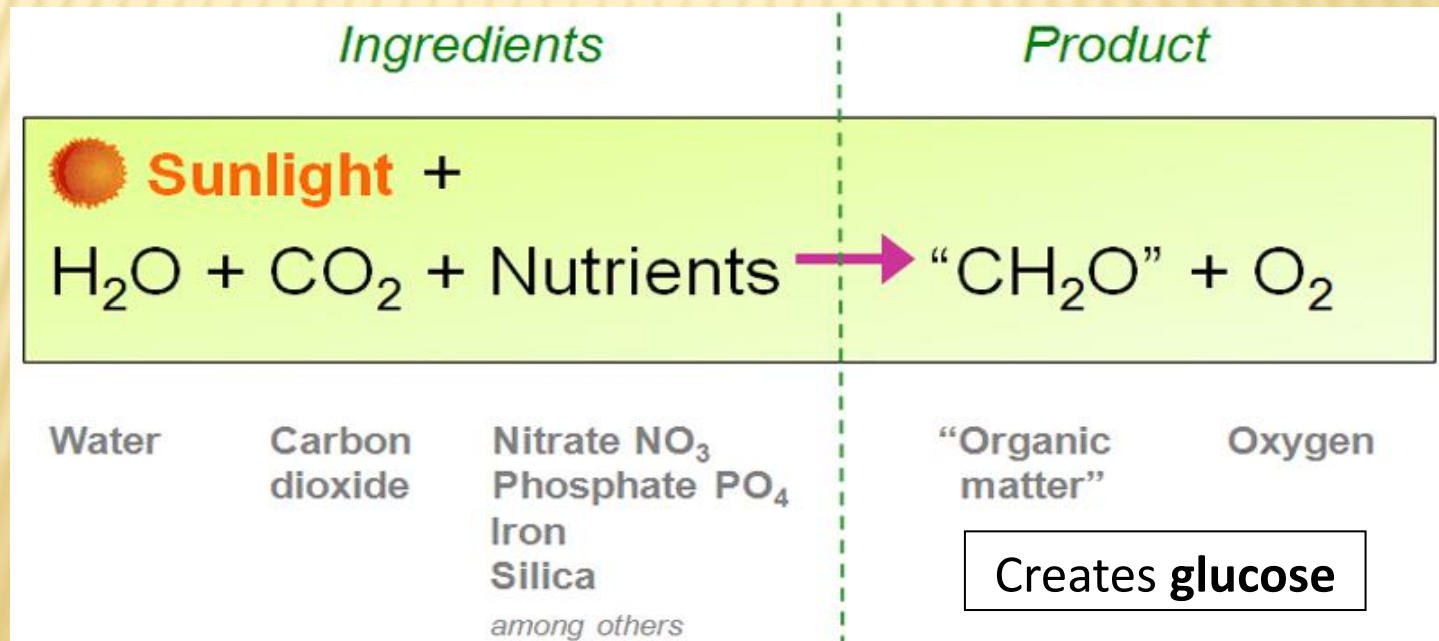 Ingredients
Product
Sunlight +
H₂O + CO₂ + Nutrients → “CH₂O” + O₂
Water
Carbon
dioxide
Nitrate NO₃
Phosphate PO₄
Iron
Silica
among others
“Organic
matter”
Oxygen
Creates glucose